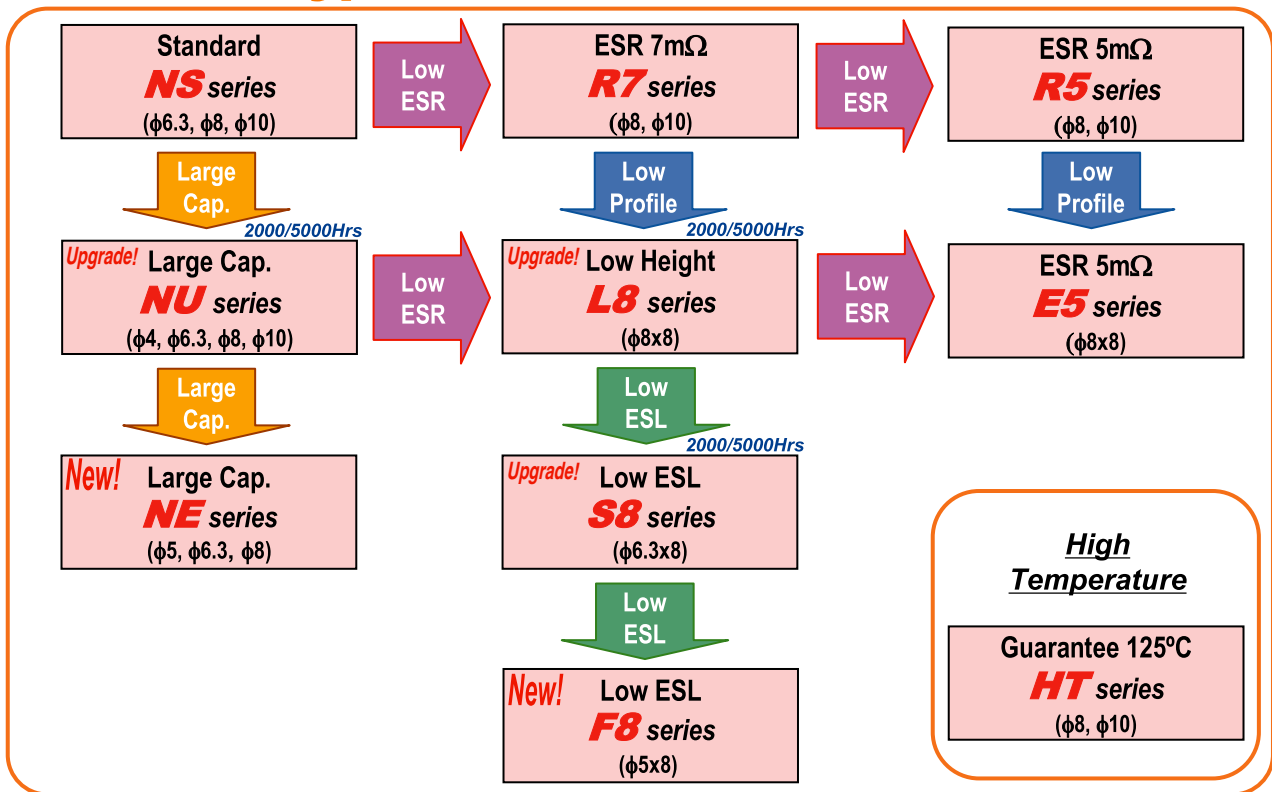 Standard
NS series
(ϕ6.3, ϕ8, ϕ10)
Low
ESR
ESR 7mΩ
R7 series
(ϕ8, ϕ10)
Low
ESR
ESR 5mΩ
R5 series
(ϕ8, ϕ10)
Large
Cap.
Low
Profile
Low
Profile
2000/5000Hrs
Upgrade! Large Cap.
NU series
(ϕ4, ϕ6.3, ϕ8, ϕ10)
Low
ESR
2000/5000Hrs
Upgrade! Low Height
L8 series
(ϕ8x8)
Low
ESR
ESR 5mΩ
E5 series
(ϕ8x8)
Large
Cap.
Low
ESL
New! Large Cap.
NE series
(ϕ5, ϕ6.3, ϕ8)
2000/5000Hrs
Upgrade! Low ESL
S8 series
(ϕ6.3x8)
Low
ESL
New! Low ESL
F8 series
(ϕ5x8)
High
Temperature
Guarantee 125ºC
HT series
(ϕ8, ϕ10)